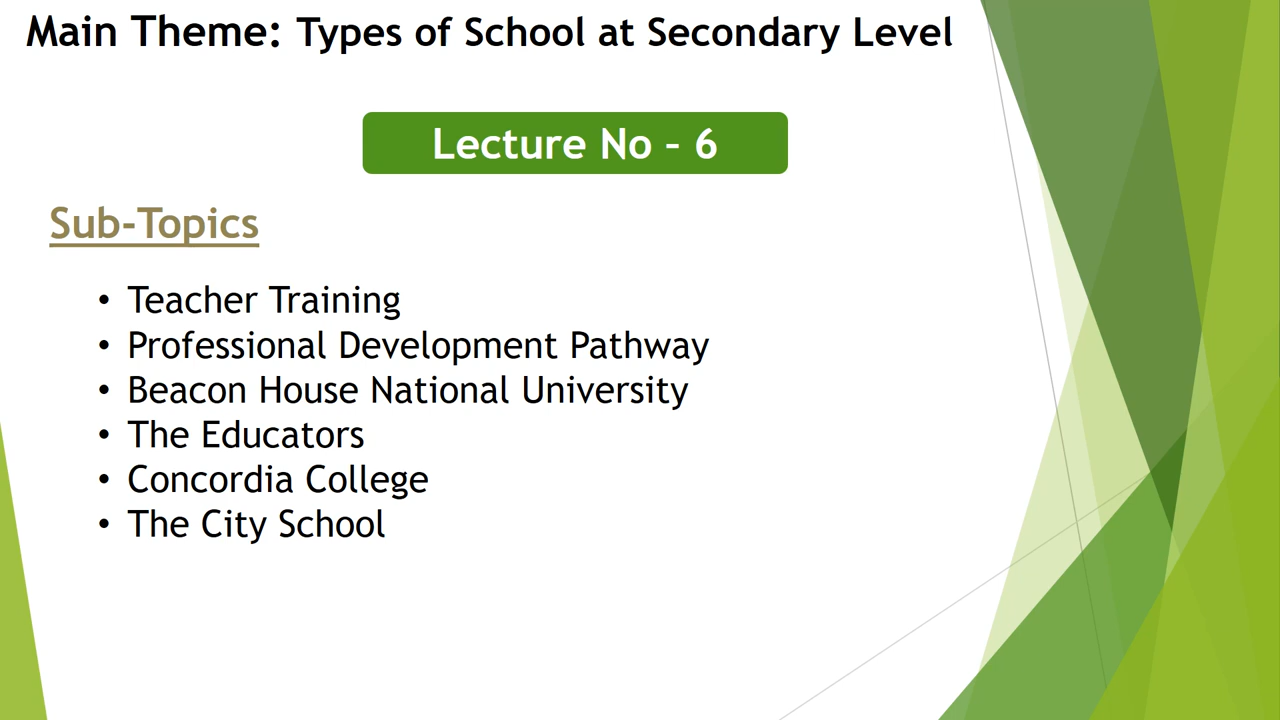 Main Theme: Types of School at Secondary Level
Lecture No – 6
Sub-Topics
• Teacher Training
• Professional Development Pathway
• Beacon House National University
• The Educators
• Concordia College
• The City School